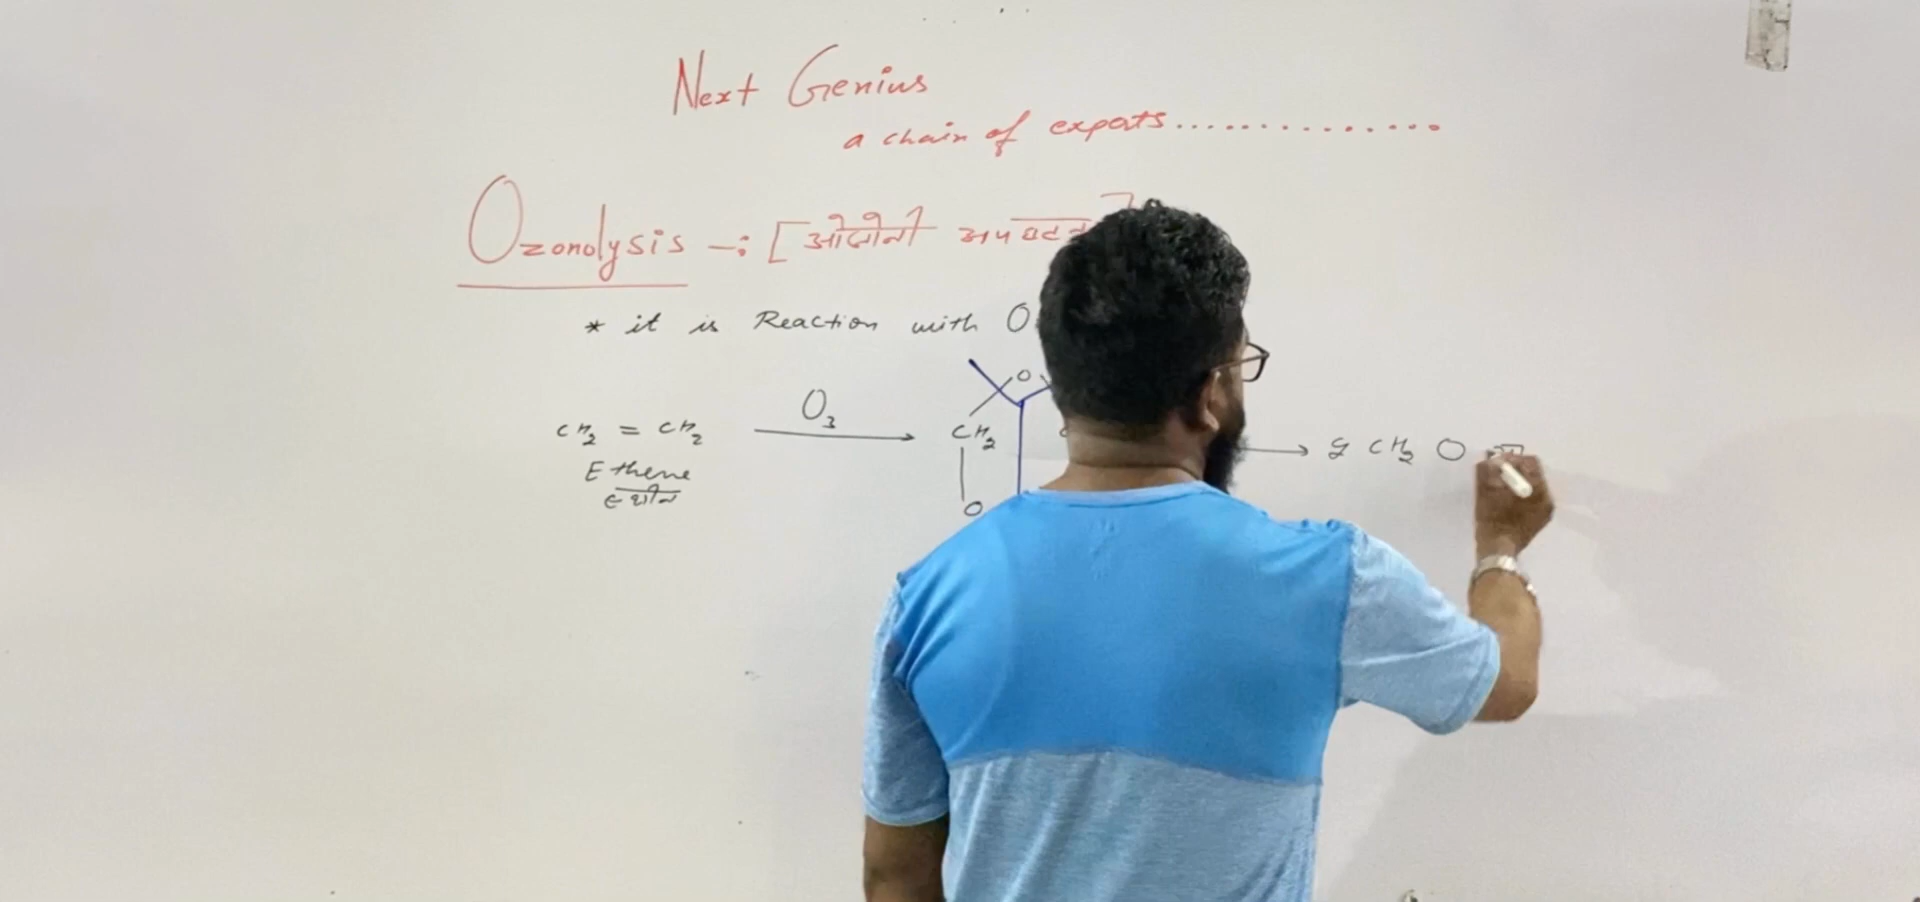 Next Genius
a chain of experts...............
Ozonolysis -: [ओजोनी अपघटन]
* it is Reaction with O
CH2 = CH2 O3 → CH2 O O → 2 CH2 O
Ethene
एथीन